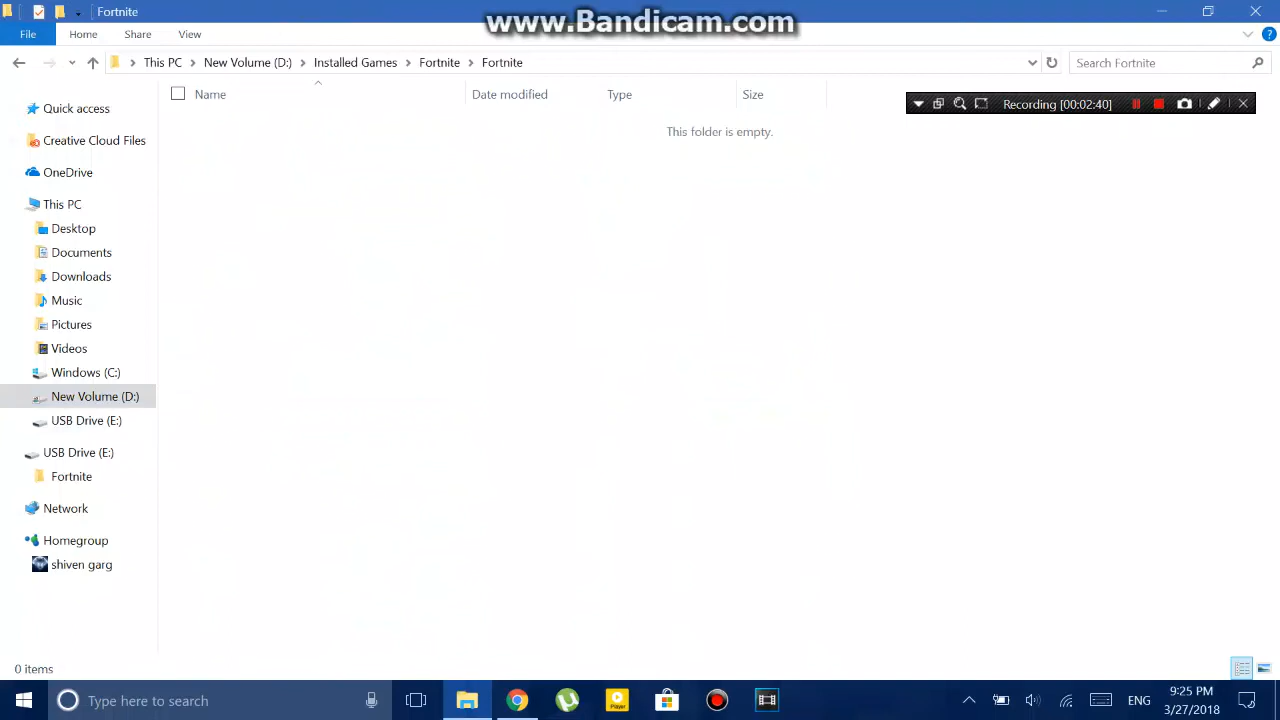 Fortnite
www.Bandicam.com
File Home Share View
This PC New Volume (D:) Installed Games Fortnite Fortnite
Search Fortnite
Name Date modified Type Size
Recording [00:02:40]
This folder is empty.
Quick access
Creative Cloud Files
OneDrive
This PC
Desktop
Documents
Downloads
Music
Pictures
Videos
Windows (C:)
New Volume (D:)
USB Drive (E:)
USB Drive (E:)
Fortnite
Network
Homegroup
shiven garg
0 items
Type here to search
Player
ENG
9:25 PM
3/27/2018